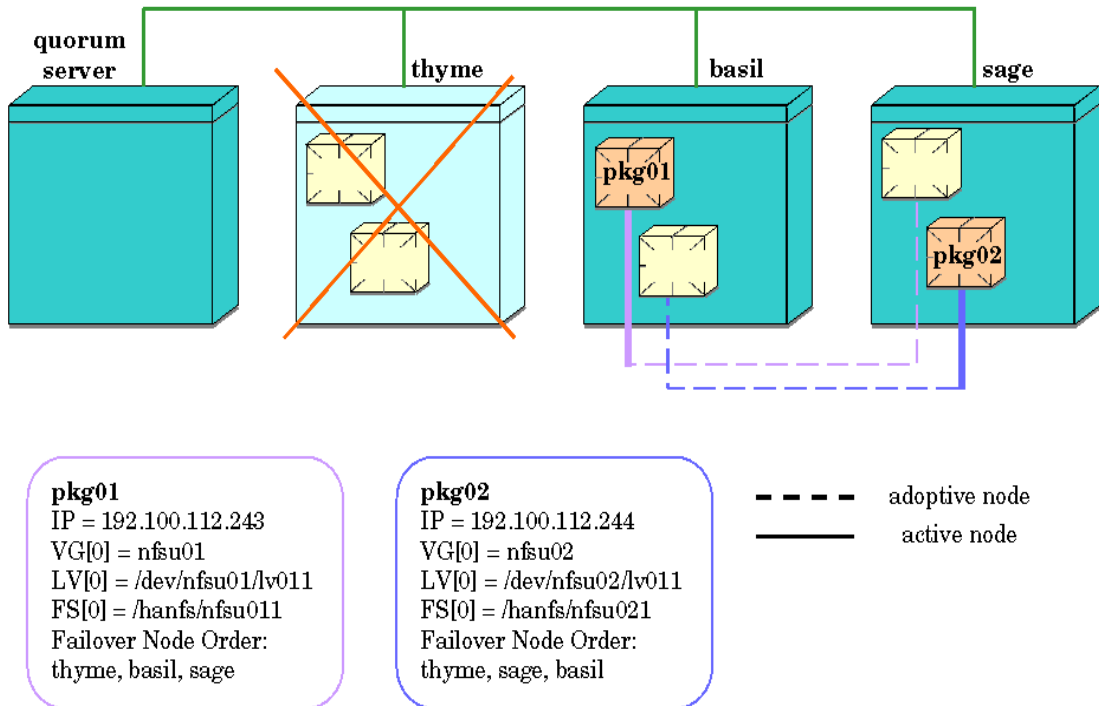 quorum
server
thyme
basil
sage
pkg01
pkg02
pkg01
IP = 192.100.112.243
VG[0] = nfsu01
LV[0] = /dev/nfsu01/lv011
FS[0] = /hanfs/nfsu011
Failover Node Order:
thyme, basil, sage
pkg02
IP = 192.100.112.244
VG[0] = nfsu02
LV[0] = /dev/nfsu02/lv011
FS[0] = /hanfs/nfsu021
Failover Node Order:
thyme, sage, basil
adoptive node
active node